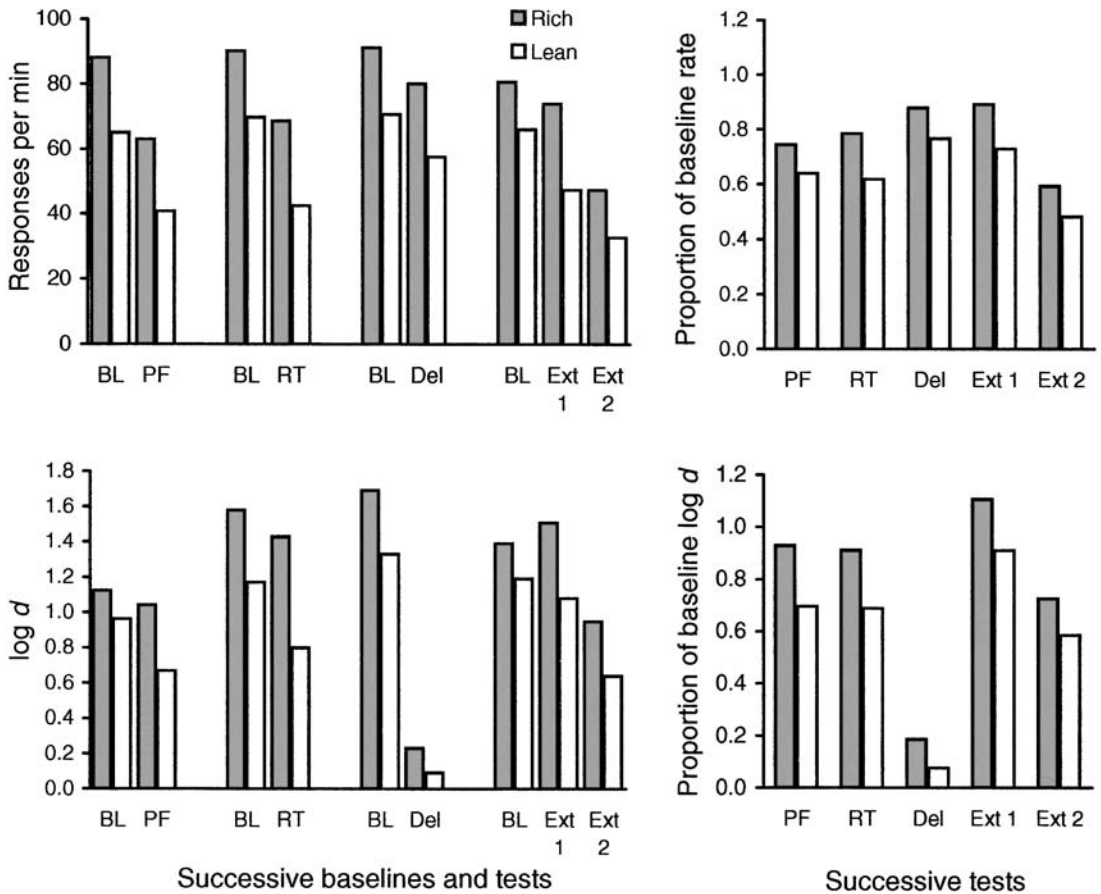 Responses per min
100
80
60
40
20
0
Rich
Lean
BL PF BL RT BL Del BL Ext 1 Ext 2
Proportion of baseline rate
1.2
1.0
0.8
0.6
0.4
0.2
0.0
PF RT Del Ext 1 Ext 2
log d
1.8
1.6
1.4
1.2
1.0
0.8
0.6
0.4
0.2
0.0
BL PF BL RT BL Del BL Ext 1 Ext 2
Successive baselines and tests
Proportion of baseline log d
1.2
1.0
0.8
0.6
0.4
0.2
0.0
PF RT Del Ext 1 Ext 2
Successive tests